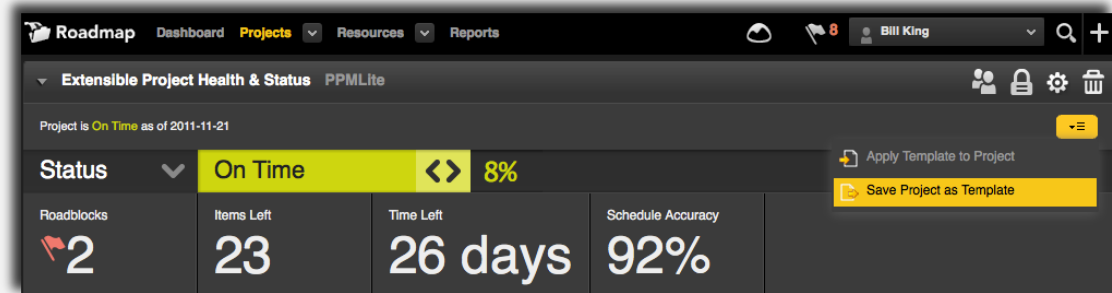 Roadmap Dashboard Projects Resources Reports 8 Bill King
Extensible Project Health & Status PPMLite
Project is On Time as of 2011-11-21
Apply Template to Project
Save Project as Template
Status On Time 8%
Roadblocks Items Left Time Left Schedule Accuracy
2 23 26 days 92%